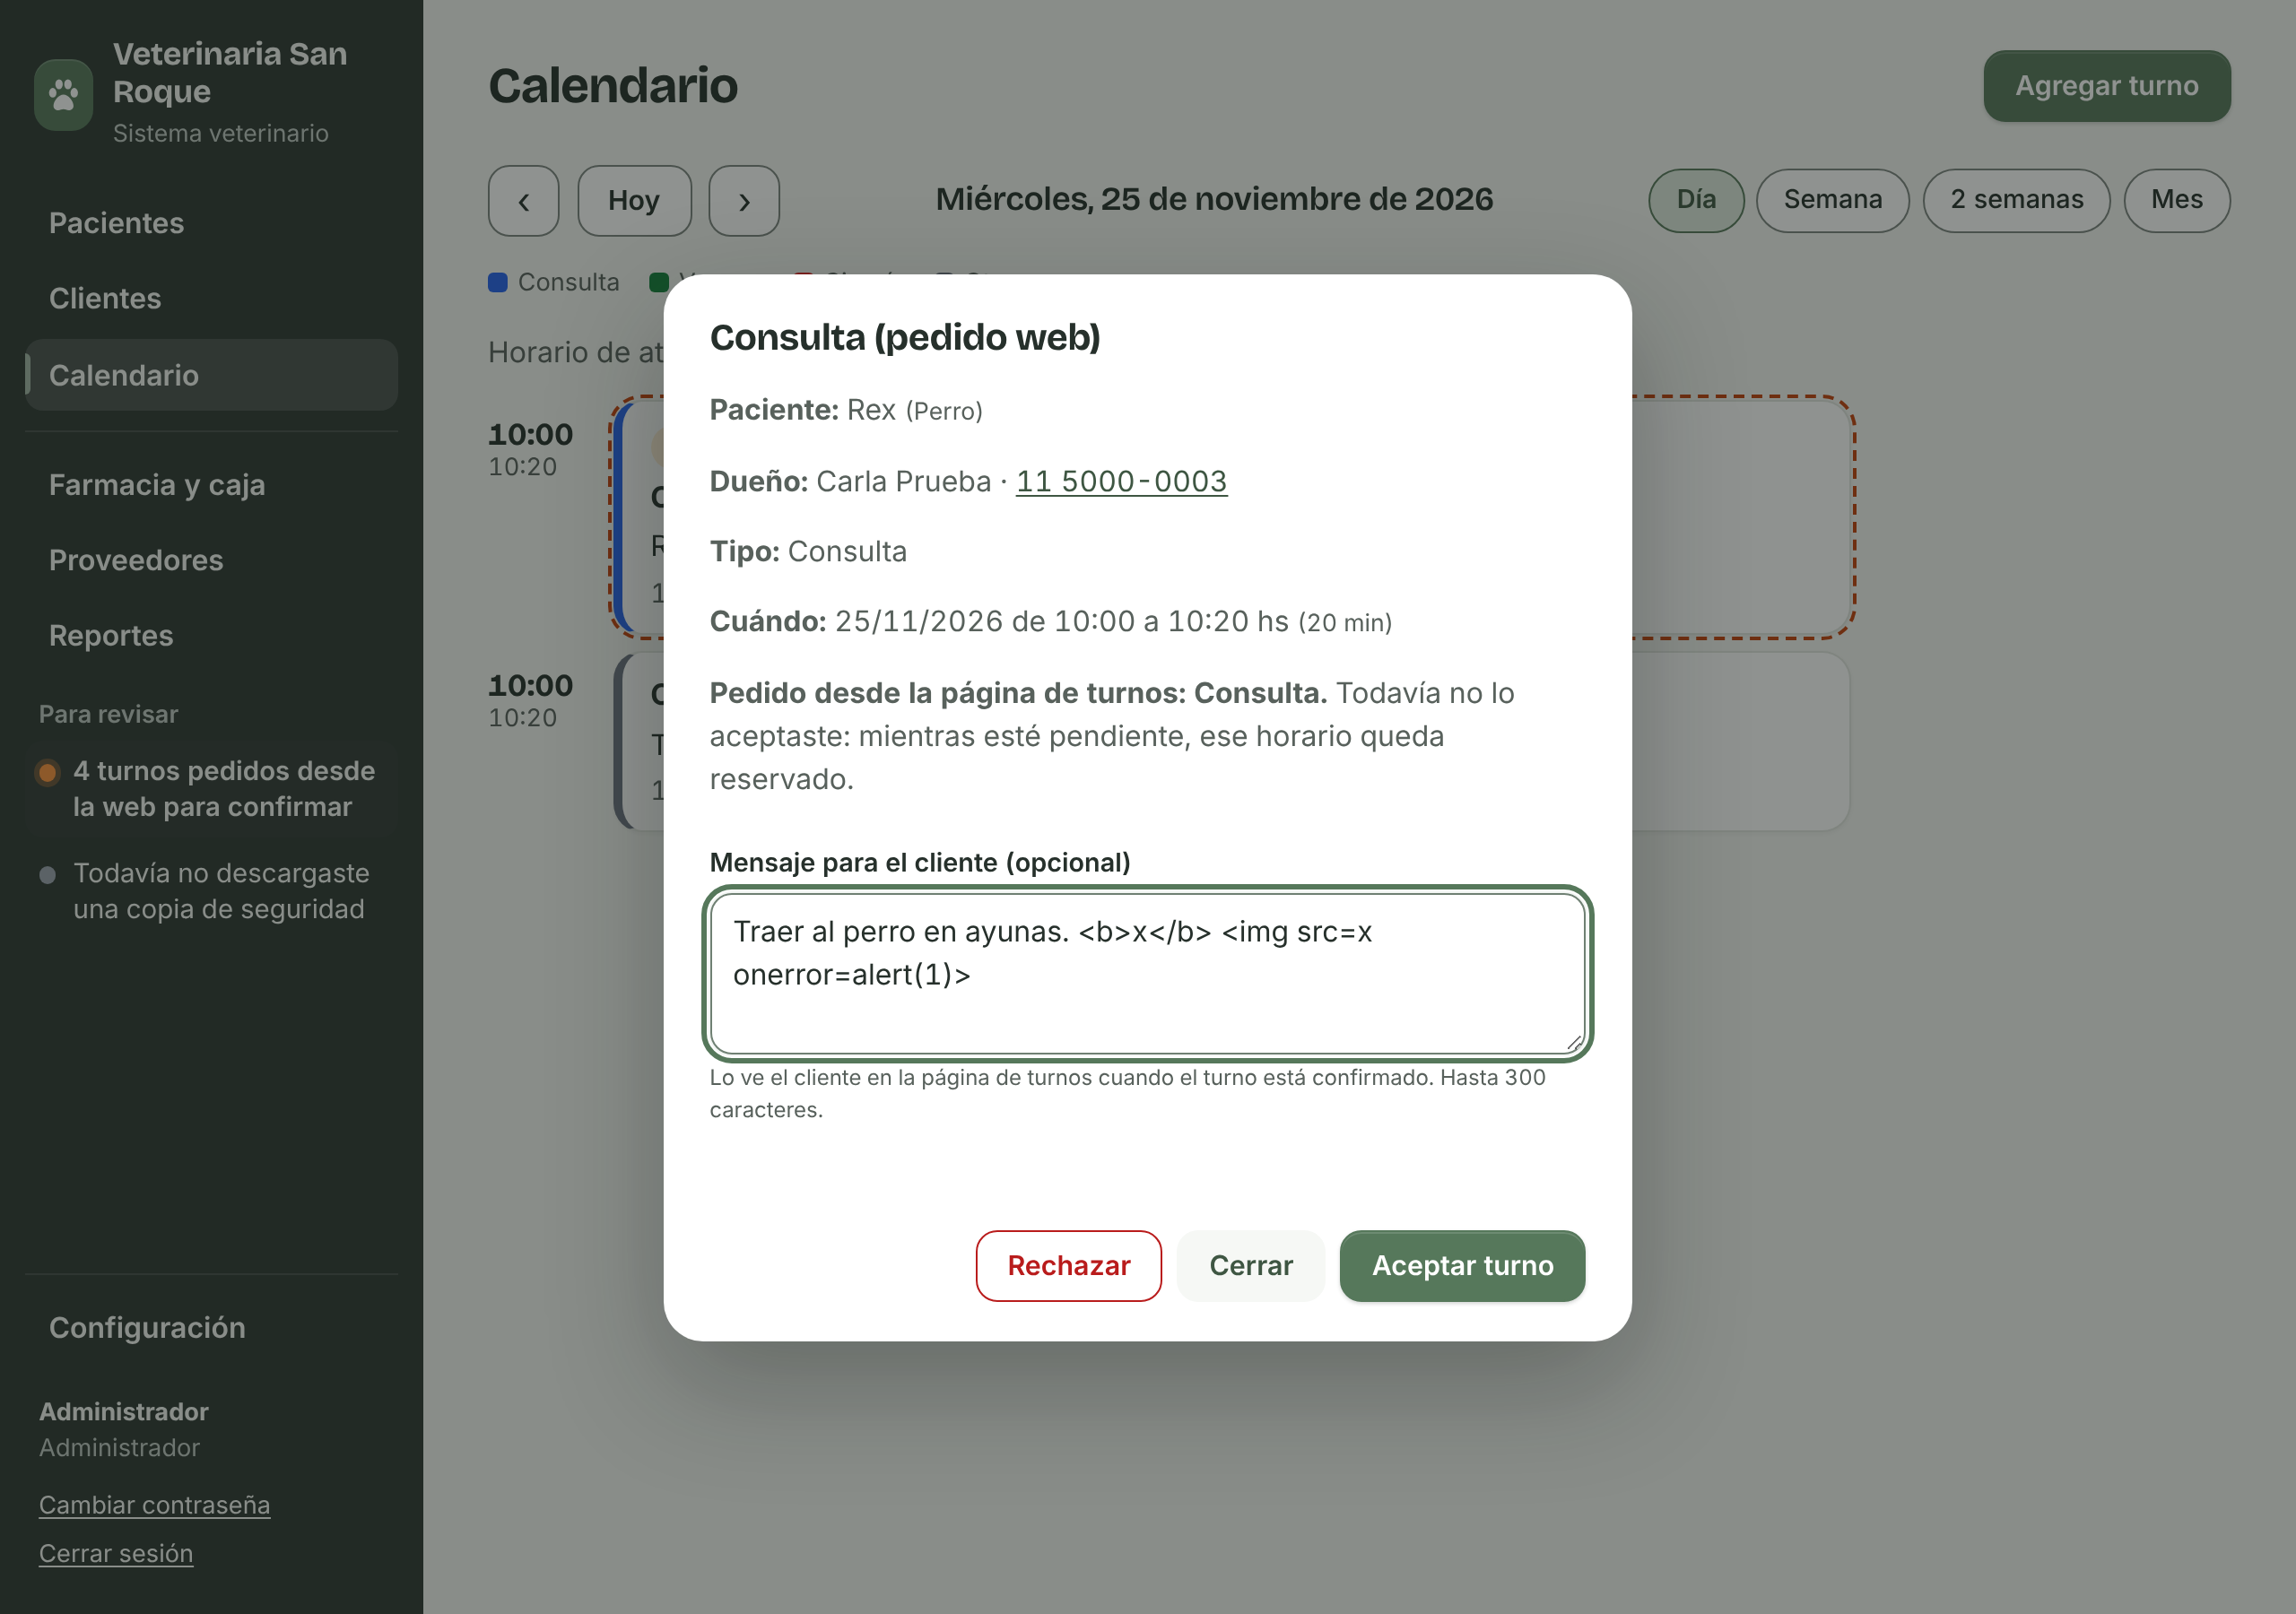 Veterinaria San
Roque
Sistema veterinario
Pacientes
Clientes
Calendario
Farmacia y caja
Proveedores
Reportes
Para revisar
4 turnos pedidos desde
la web para confirmar
Todavía no descargaste
una copia de seguridad
Configuración
Administrador
Administrador
Cambiar contraseña
Cerrar sesión
Calendario
Agregar turno
‹ Hoy ›
Miércoles, 25 de noviembre de 2026
Día Semana 2 semanas Mes
Consulta
Horario de
10:00
10:20
10:00
10:20
Consulta (pedido web)
Paciente: Rex (Perro)
Dueño: Carla Prueba · 11 5000-0003
Tipo: Consulta
Cuándo: 25/11/2026 de 10:00 a 10:20 hs (20 min)
Pedido desde la página de turnos: Consulta. Todavía no lo
aceptaste: mientras esté pendiente, ese horario queda
reservado.
Mensaje para el cliente (opcional)
Traer al perro en ayunas. <b>x</b> <img src=x
onerror=alert(1)>
Lo ve el cliente en la página de turnos cuando el turno está confirmado. Hasta 300
caracteres.
Rechazar Cerrar Aceptar turno